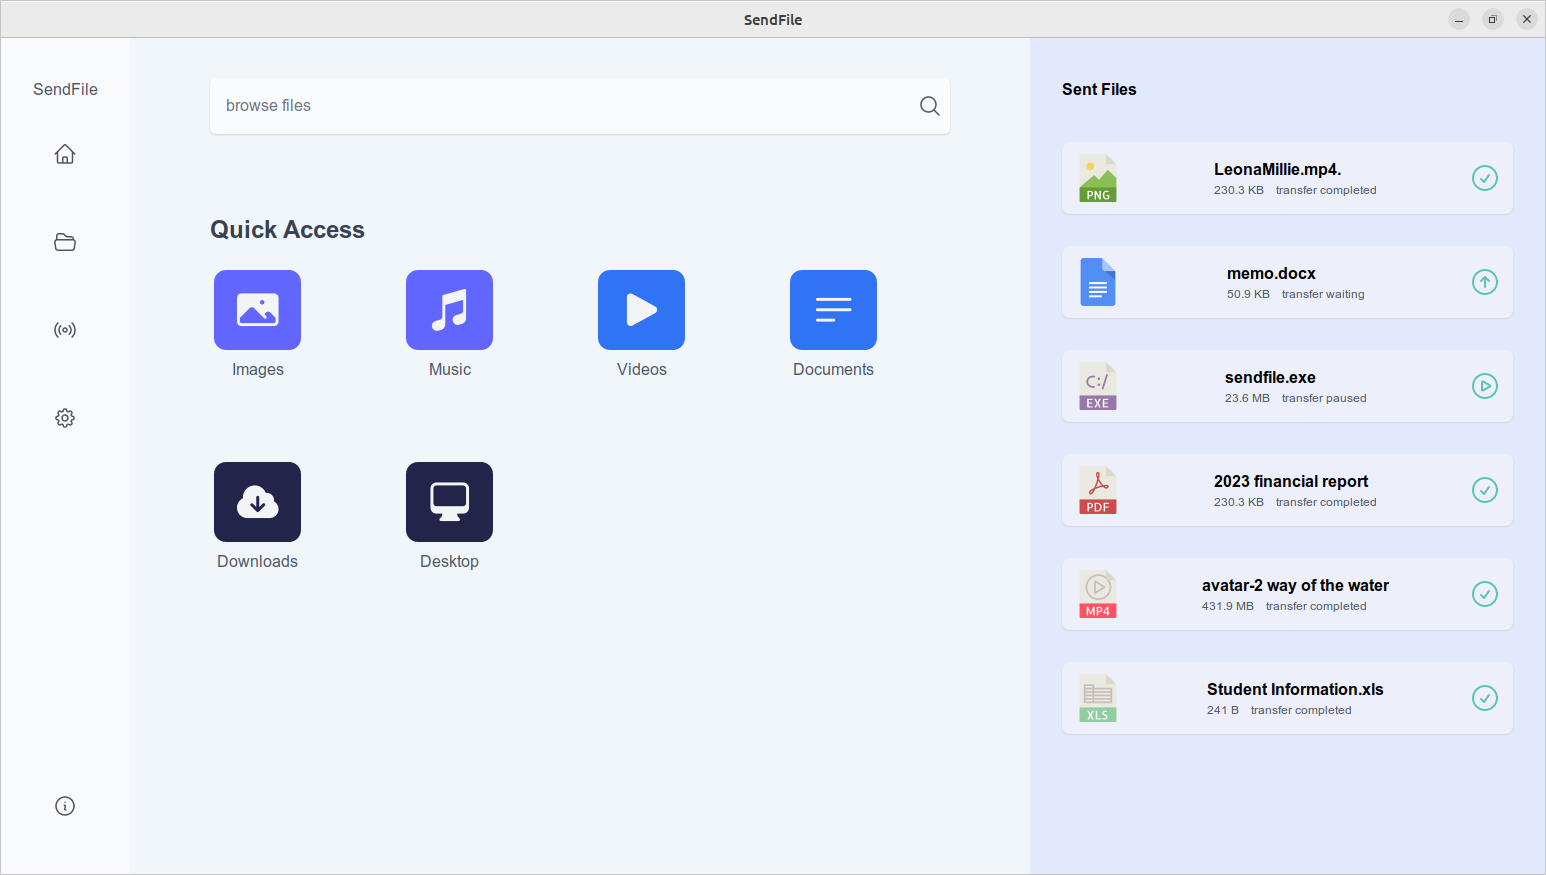 SendFile
SendFile
browse files
Quick Access
Images
Music
Videos
Documents
Downloads
Desktop
Sent Files
PNG
LeonaMillie.mp4.
230.3 KB transfer completed
memo.docx
50.9 KB transfer waiting
C:/
EXE
sendfile.exe
23.6 MB transfer paused
PDF
2023 financial report
230.3 KB transfer completed
MP4
avatar-2 way of the water
431.9 MB transfer completed
XLS
Student Information.xls
241 B transfer completed